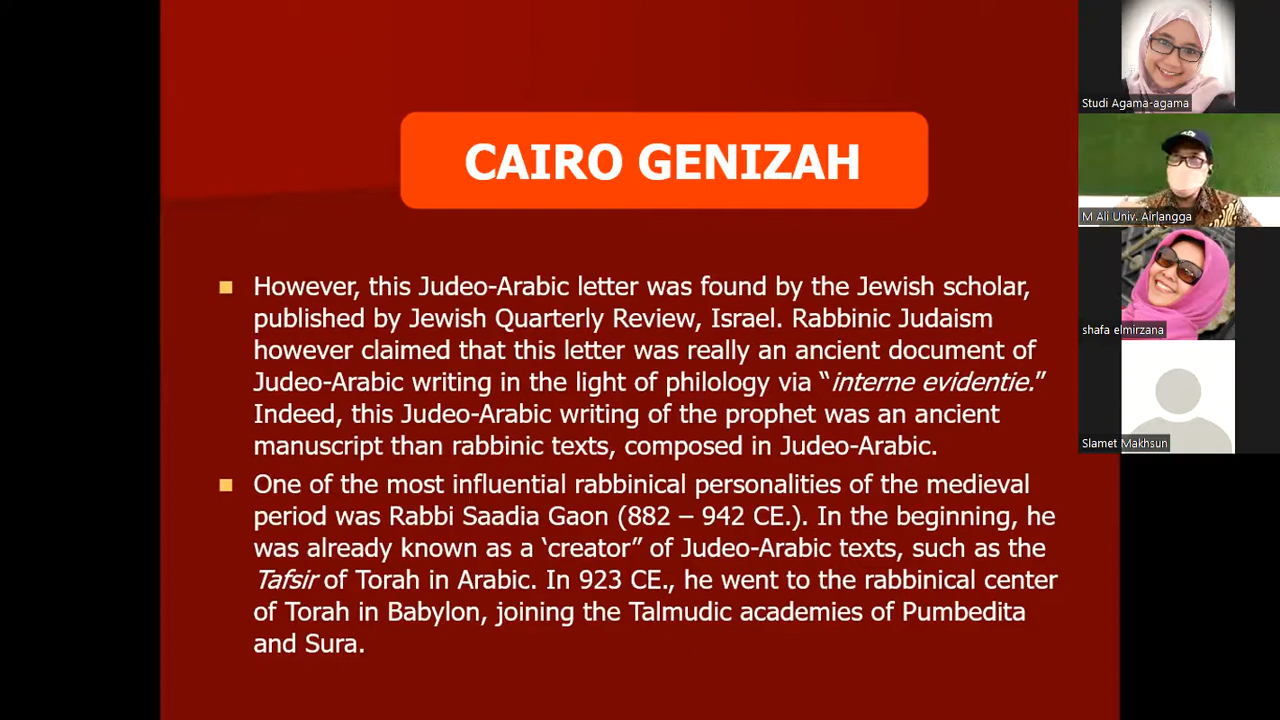 CAIRO GENIZAH
However, this Judeo-Arabic letter was found by the Jewish scholar,
published by Jewish Quarterly Review, Israel. Rabbinic Judaism
however claimed that this letter was really an ancient document of
Judeo-Arabic writing in the light of philology via “interne evidentie.”
Indeed, this Judeo-Arabic writing of the prophet was an ancient
manuscript than rabbinic texts, composed in Judeo-Arabic.
One of the most influential rabbinical personalities of the medieval
period was Rabbi Saadia Gaon (882 – 942 CE.). In the beginning, he
was already known as a ‘creator” of Judeo-Arabic texts, such as the
Tafsir of Torah in Arabic. In 923 CE., he went to the rabbinical center
of Torah in Babylon, joining the Talmudic academies of Pumbedita
and Sura.
Studi Agama-agama
M Ali Univ. Airlangga
shafa elmirzana
Slamet Makhsun